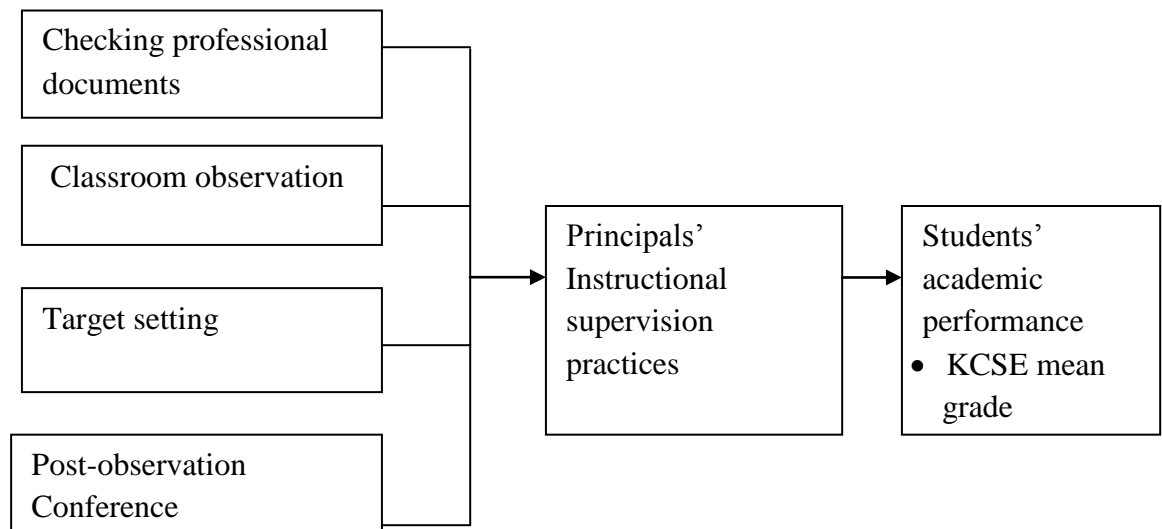 Checking professional
documents
Classroom observation
Target setting
Post-observation
Conference
Principals’
Instructional
supervision
practices
Students’
academic
performance
• KCSE mean
grade